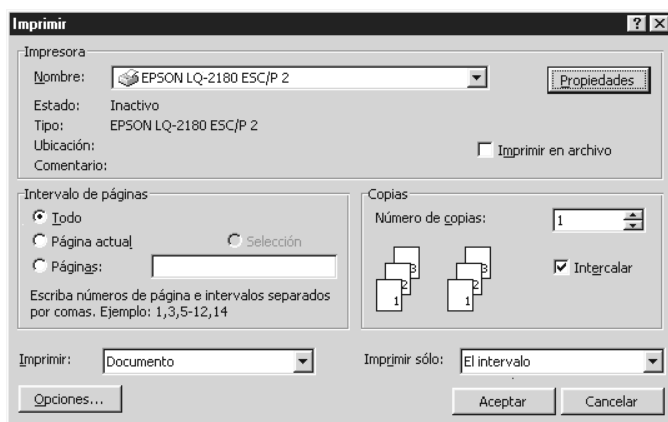 Imprimir
Impresora
Nombre: EPSON LQ-2180 ESC/P 2 Propiedades
Estado: Inactivo
Tipo: EPSON LQ-2180 ESC/P 2
Ubicación: Imprimir en archivo
Comentario:
Intervalo de páginas
Todo
Página actual Selección
Páginas:
Escriba números de página e intervalos separados
por comas. Ejemplo: 1,3,5-12,14
Copias
Número de copias: 1
3 3
2 2
1 1
Intercalar
Imprimir: Documento Imprimir sólo: El intervalo
Opciones... Aceptar Cancelar